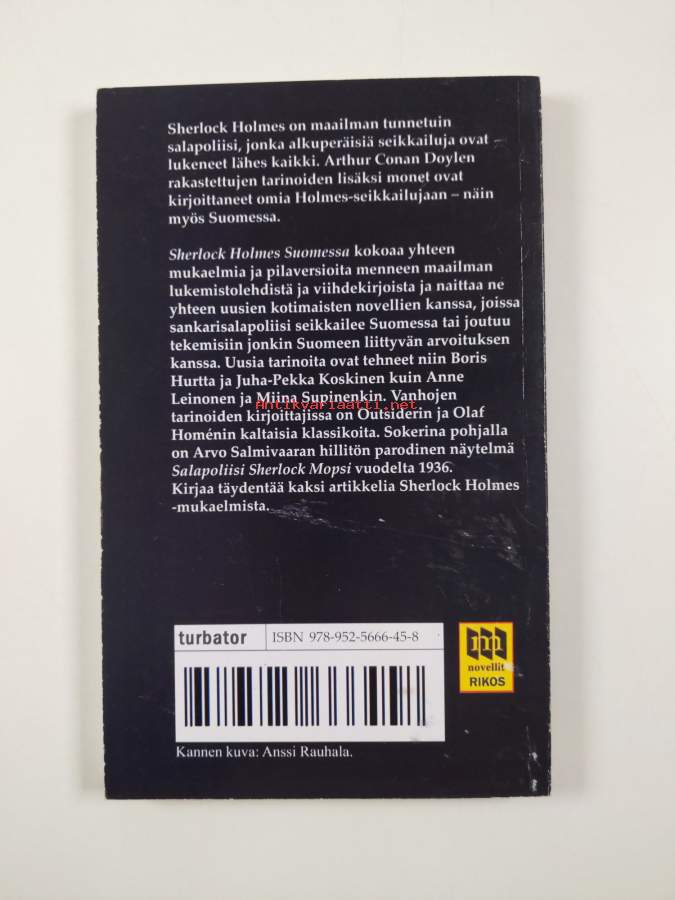 Sherlock Holmes on maailman tunnetuin
salapoliisi, jonka alkuperäisiä seikkailuja ovat
lukeneet lähes kaikki. Arthur Conan Doylen
rakastettujen tarinoiden lisäksi monet ovat
kirjoittaneet omia Holmes-seikkailujaan – näin
myös Suomessa.
Sherlock Holmes Suomessa kokoaa yhteen
mukaelmia ja pilaversioita menneen maailman
lukemistolehdistä ja viihdekirjoista ja naittaa ne
yhteen uusien kotimaisten novellien kanssa, joissa
sankarisalapoliisi seikkailee Suomessa tai joutuu
tekemisiin jonkin Suomeen liittyvän arvoituksen
kanssa. Uusia tarinoita ovat tehneet niin Boris
Hurtta ja Juha-Pekka Koskinen kuin Anne
Leinonen ja Miina Supinenkin. Vanhojen
Antikvariaatti.net
tarinoiden kirjoittajissa on Outsiderin ja Olaf
Homénin kaltaisia klassikoita. Sokerina pohjalla
on Arvo Salmivaaran hillitön parodinen näytelmä
Salapoliisi Sherlock Mopsi vuodelta 1936.
Kirjaa täydentää kaksi artikkelia Sherlock Holmes
-mukaelmista.
turbator ISBN 978-952-5666-45-8
m
novellit
RIKOS
Kannen kuva: Anssi Rauhala.